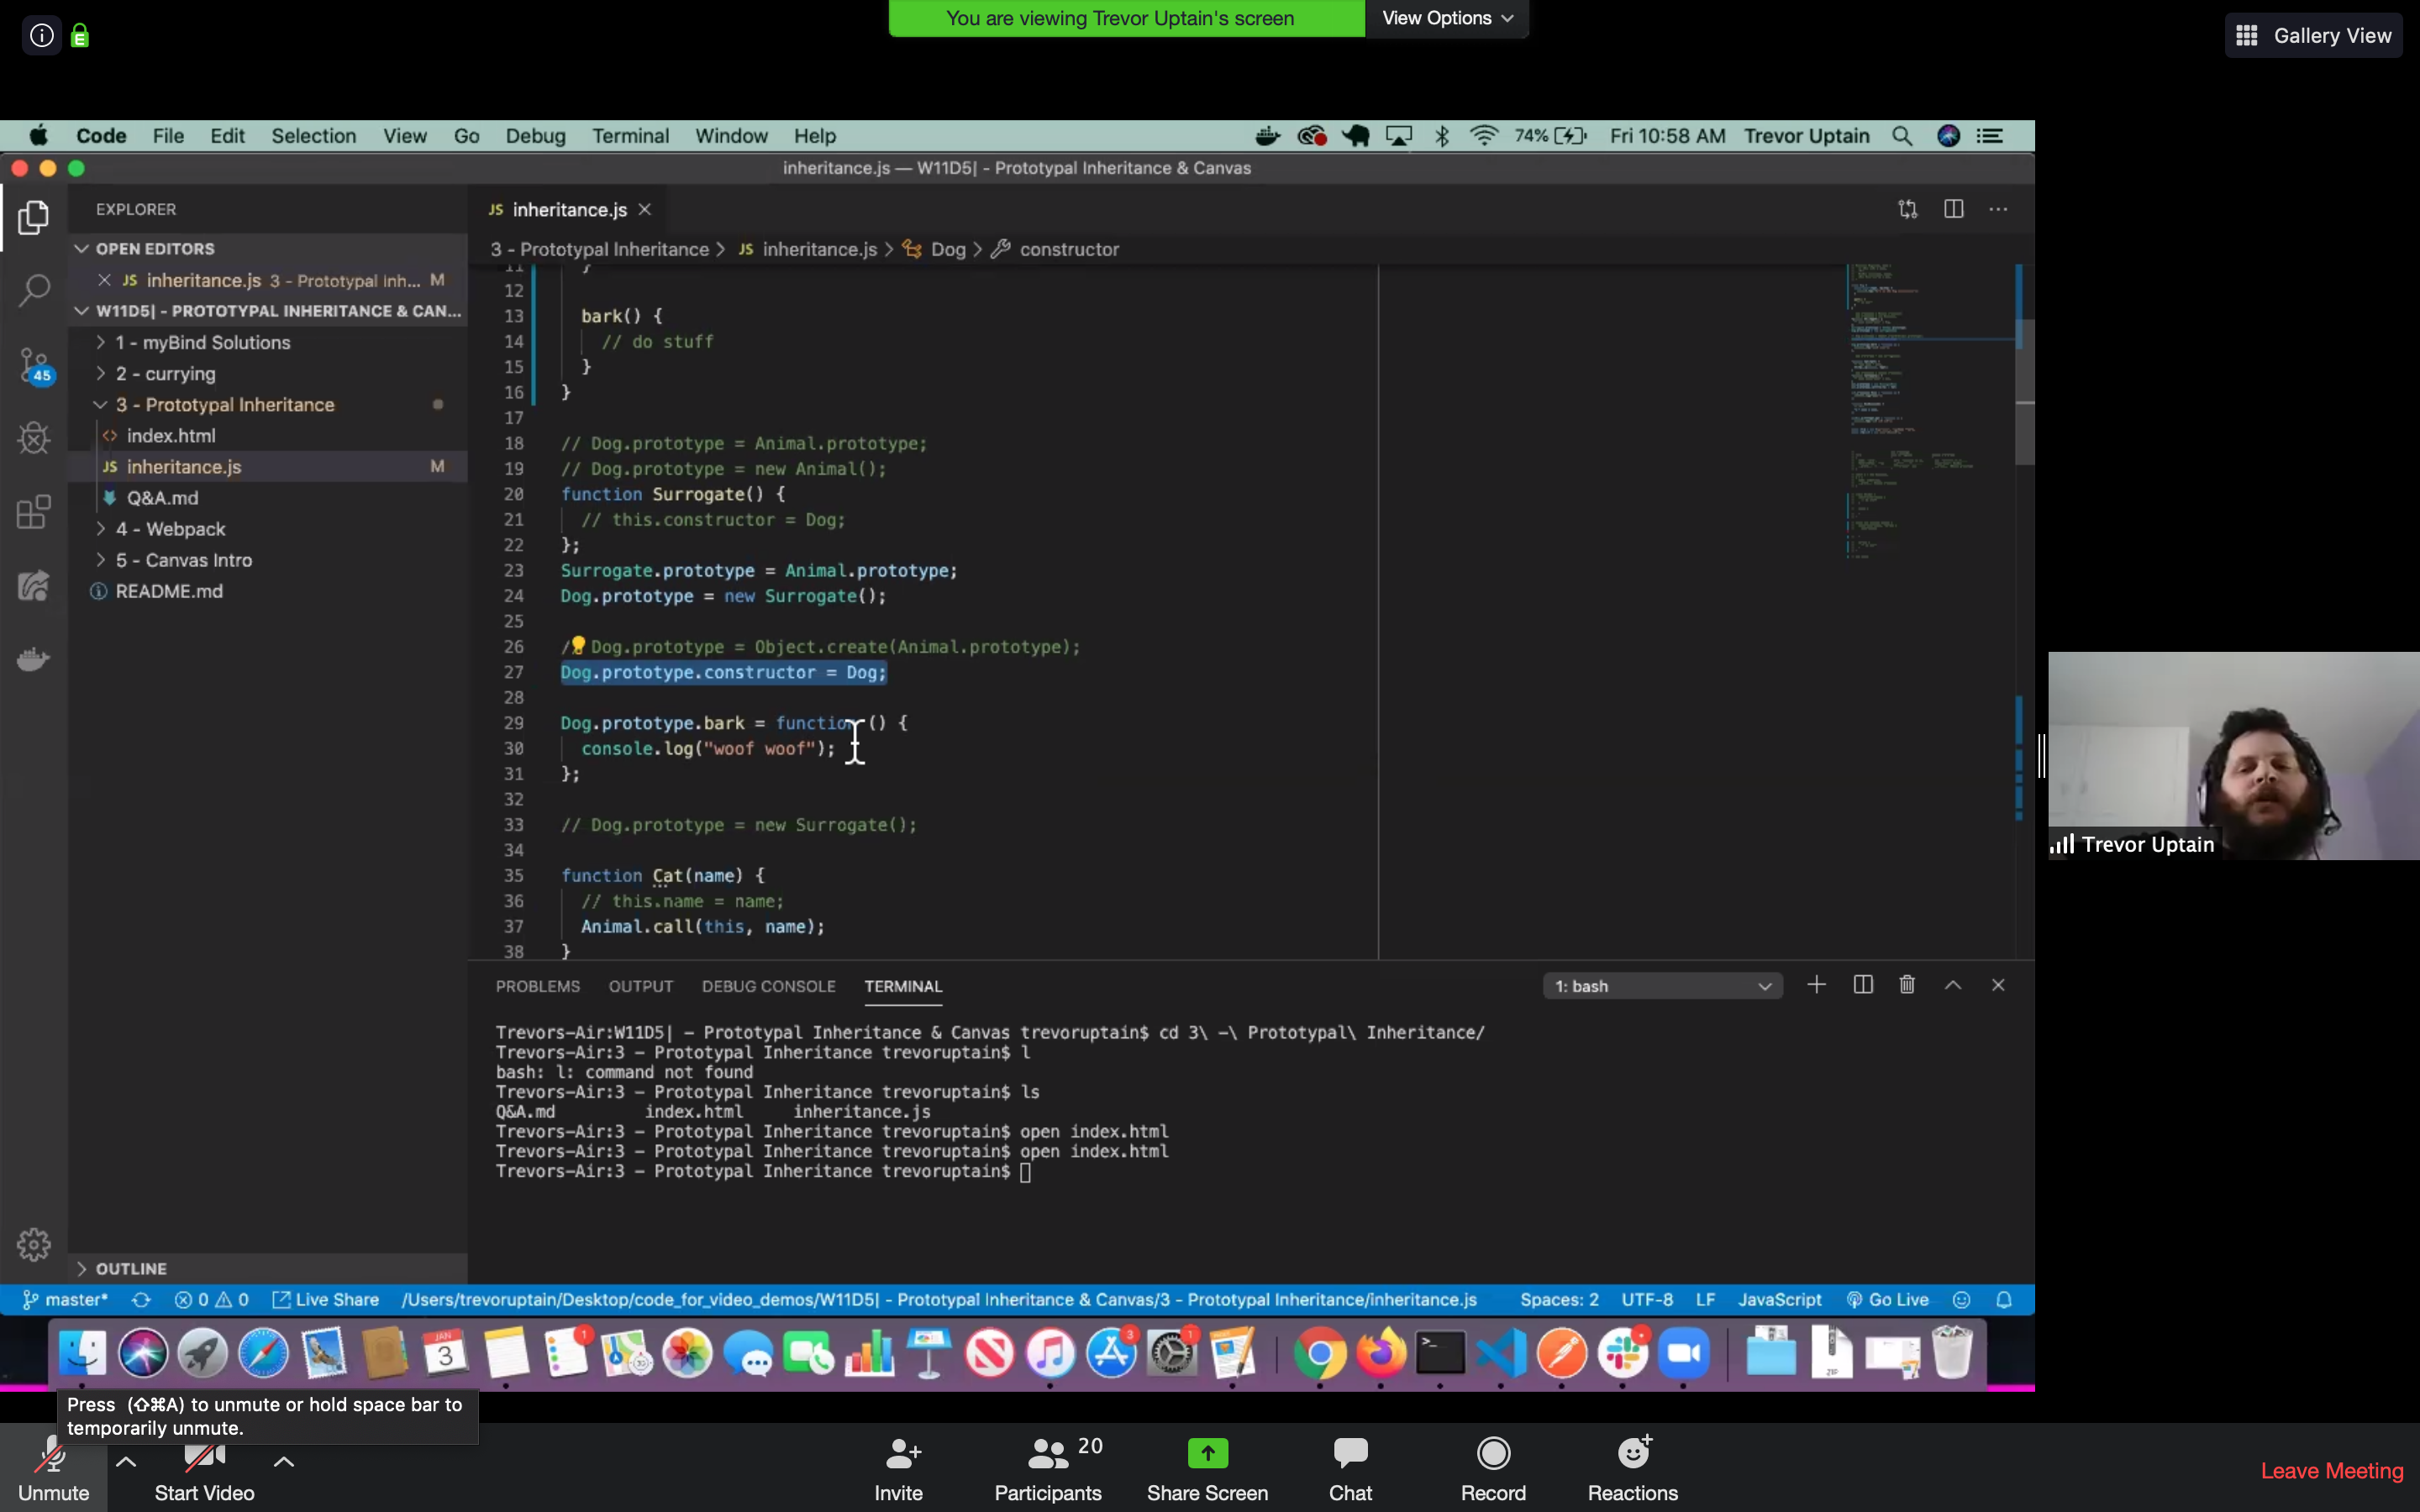 You are viewing Trevor Uptain's screen
View Options
Gallery View
Code File Edit Selection View Go Debug Terminal Window Help
74% Fri 10:58 AM Trevor Uptain
inheritance.js — W11D5| - Prototypal Inheritance & Canvas
EXPLORER
OPEN EDITORS
JS inheritance.js 3 - Prototypal Inh... M
W11D5| - PROTOTYPAL INHERITANCE & CAN...
1 - myBind Solutions
2 - currying
3 - Prototypal Inheritance
<> index.html
JS inheritance.js M
Q&A.md
4 - Webpack
5 - Canvas Intro
README.md
45
OUTLINE
JS inheritance.js
3 - Prototypal Inheritance > JS inheritance.js > Dog > constructor
11 }
12
13 bark() {
14 // do stuff
15 }
16 }
17
18 // Dog.prototype = Animal.prototype;
19 // Dog.prototype = new Animal();
20 function Surrogate() {
21 // this.constructor = Dog;
22 };
23 Surrogate.prototype = Animal.prototype;
24 Dog.prototype = new Surrogate();
25
26 / Dog.prototype = Object.create(Animal.prototype);
27 Dog.prototype.constructor = Dog;
28
29 Dog.prototype.bark = function () {
30 console.log("woof woof");
31 };
32
33 // Dog.prototype = new Surrogate();
34
35 function Cat(name) {
36 // this.name = name;
37 Animal.call(this, name);
38 }
PROBLEMS OUTPUT DEBUG CONSOLE TERMINAL
1: bash
Trevors-Air:W11D5| - Prototypal Inheritance & Canvas trevoruptain$ cd 3\ -\ Prototypal\ Inheritance/
Trevors-Air:3 - Prototypal Inheritance trevoruptain$ l
bash: l: command not found
Trevors-Air:3 - Prototypal Inheritance trevoruptain$ ls
Q&A.md index.html inheritance.js
Trevors-Air:3 - Prototypal Inheritance trevoruptain$ open index.html
Trevors-Air:3 - Prototypal Inheritance trevoruptain$ open index.html
Trevors-Air:3 - Prototypal Inheritance trevoruptain$
master* 0 0 Live Share /Users/trevoruptain/Desktop/code_for_video_demos/W11D5| - Prototypal Inheritance & Canvas/3 - Prototypal Inheritance/inheritance.js Spaces: 2 UTF-8 LF JavaScript Go Live
JAN
3
1
3
1
Trevor Uptain
Press (⇧⌘A) to unmute or hold space bar to
temporarily unmute.
Unmute
Start Video
Invite
20
Participants
Share Screen
Chat
Record
Reactions
Leave Meeting